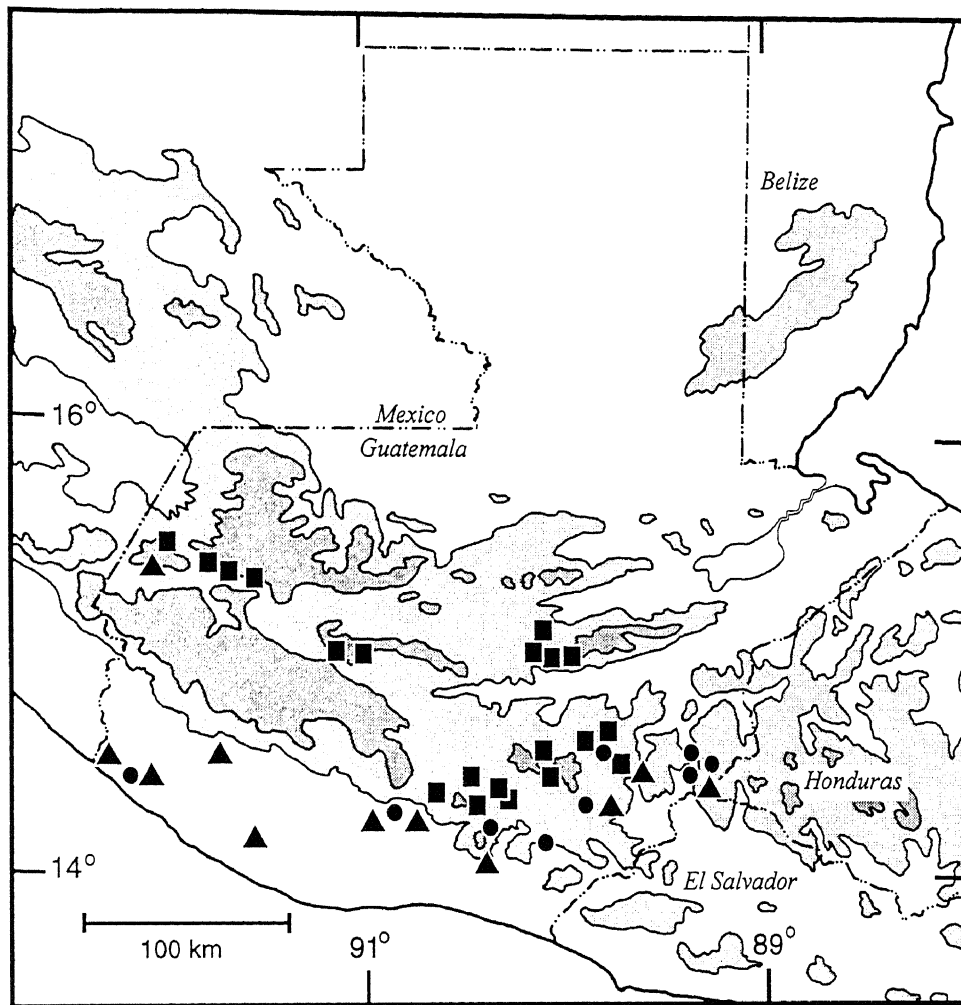 Belize
16°
Mexico
Guatemala
Honduras
14°
El Salvador
100 km
91°
89°